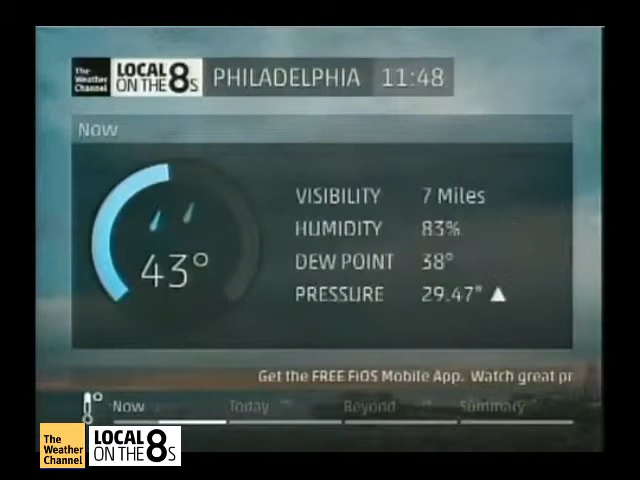 The Weather Channel
LOCAL ON THE 8s
PHILADELPHIA 11:48
Now
43°
VISIBILITY 7 Miles
HUMIDITY 83%
DEW POINT 38°
PRESSURE 29.47" ▲
Get the FREE FiOS Mobile App. Watch great pr
Now Today Beyond Summary
The Weather Channel
LOCAL ON THE 8s